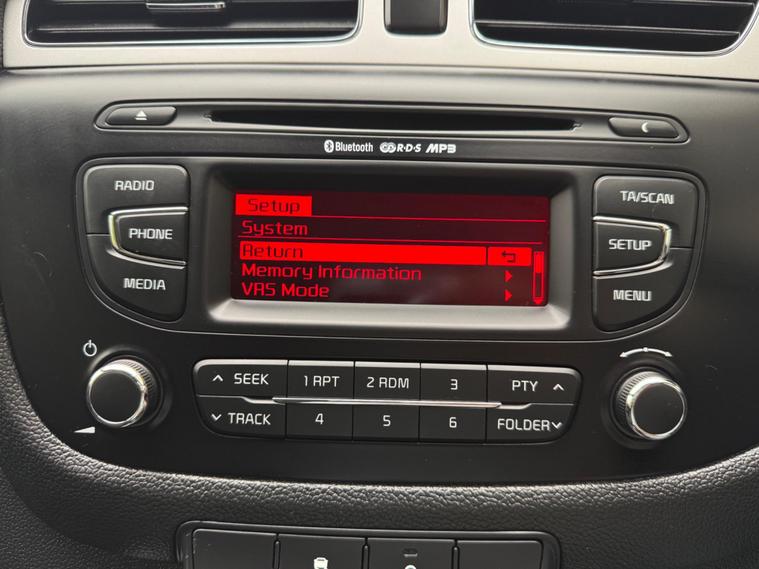 Bluetooth R·D·S MP3
RADIO
PHONE
MEDIA
Setup
System
Return
Memory Information
VRS Mode
TA/SCAN
SETUP
MENU
SEEK 1 RPT 2 RDM 3 PTY
TRACK 4 5 6 FOLDER